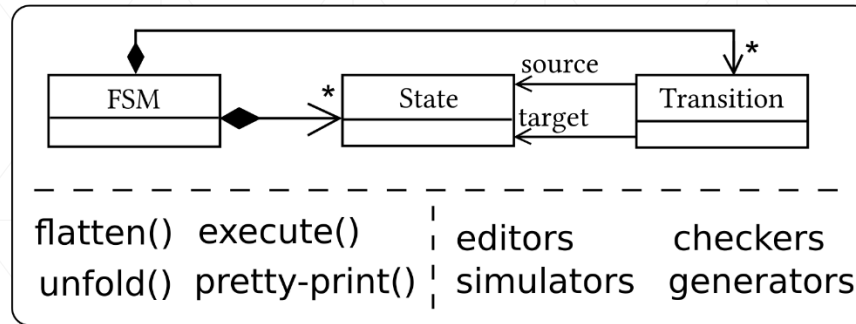 *
source
FSM * State Transition
target
flatten() execute() editors checkers
unfold() pretty-print() simulators generators